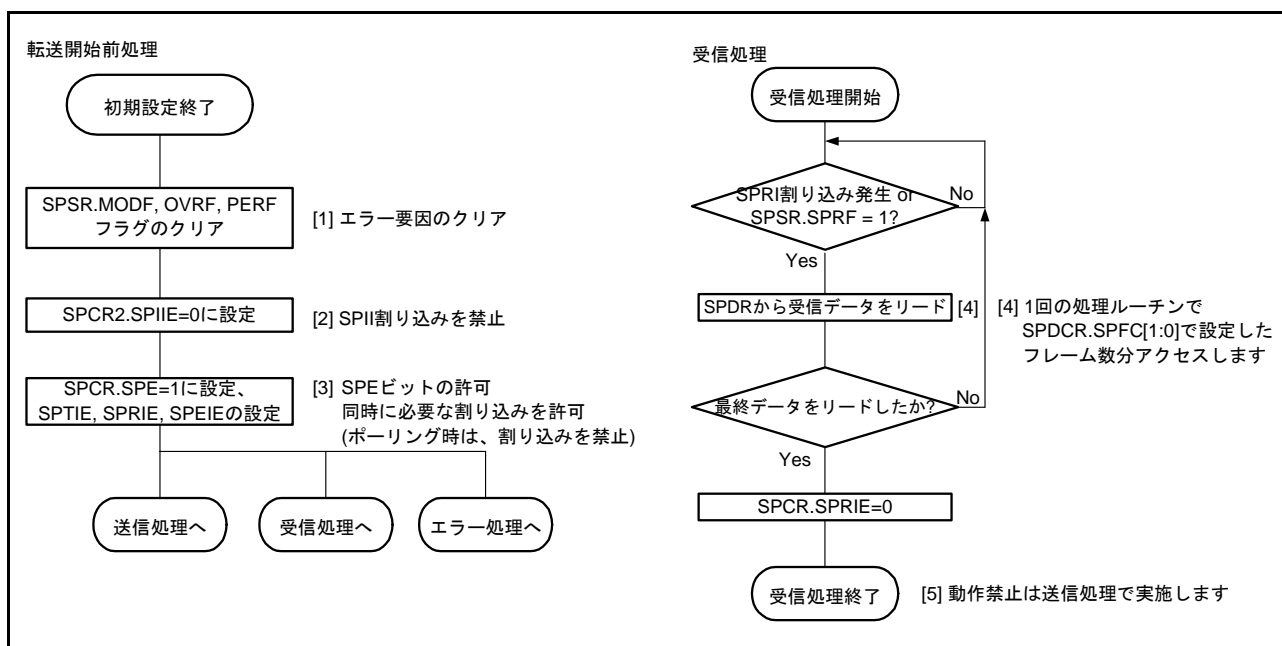 転送開始前処理
初期設定終了
SPSR.MODF, OVRF, PERF
フラグのクリア
[1] エラー要因のクリア
SPCR2.SPIIE=0に設定
[2] SPII割り込みを禁止
SPCR.SPE=1に設定、
SPTIE, SPRIE, SPEIEの設定
[3] SPEビットの許可
同時に必要な割り込みを許可
(ポーリング時は、割り込みを禁止)
送信処理へ
受信処理へ
エラー処理へ
受信処理
受信処理開始
SPRI割り込み発生 or
SPSR.SPRF = 1?
No
Yes
SPDRから受信データをリード
[4]
[4] 1回の処理ルーチンで
SPDCR.SPFC[1:0]で設定した
フレーム数分アクセスします
最終データをリードしたか?
No
Yes
SPCR.SPRIE=0
受信処理終了
[5] 動作禁止は送信処理で実施します